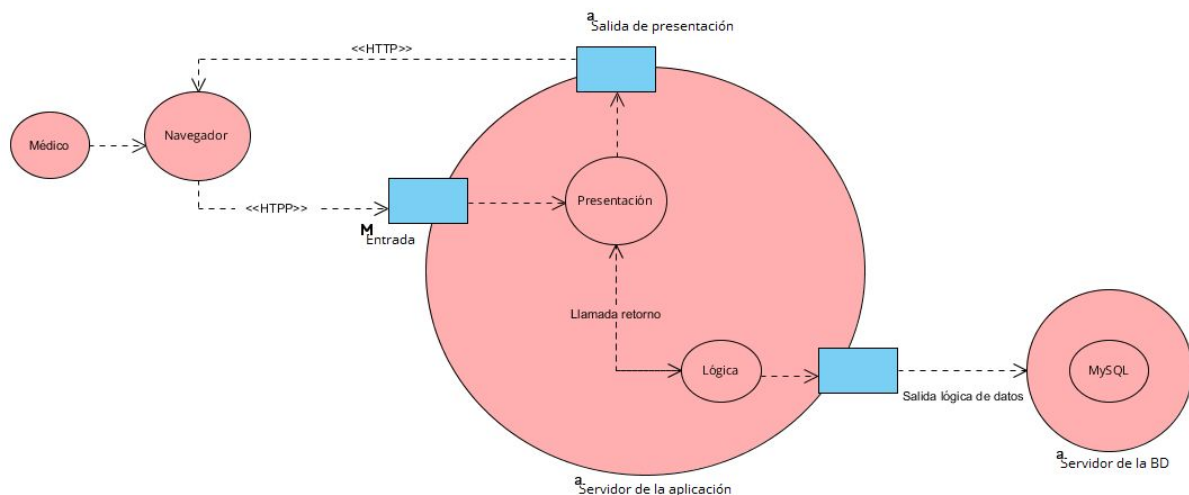 a
Salida de presentación
<<HTTP>>
Médico
Navegador
<<HTPP>>
M
Entrada
Presentación
Llamada retorno
Lógica
Salida lógica de datos
MySQL
a
Servidor de la BD
a
Servidor de la aplicación